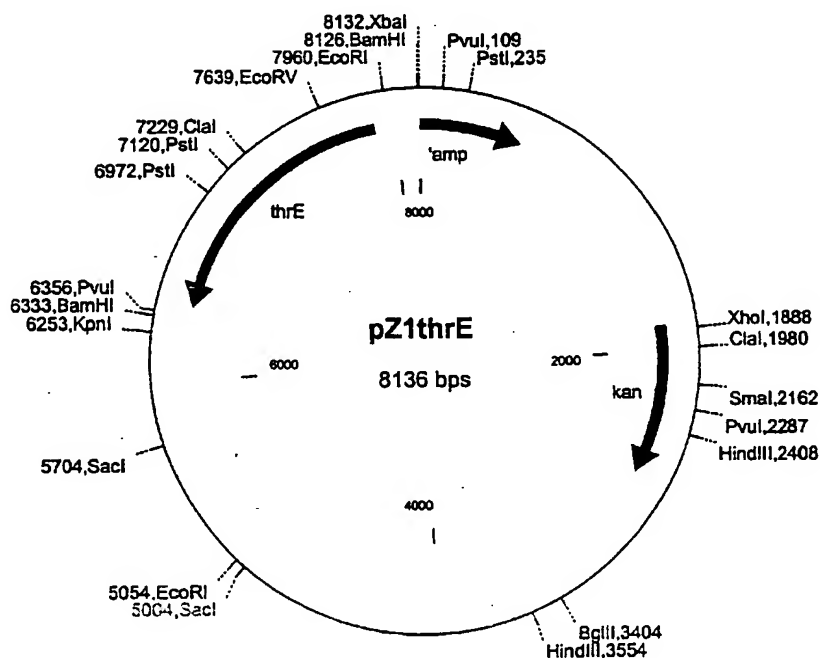 8132,XbaI
8126,BamHI
7960,EcoRI
7639,EcoRV
PvuI,109
PstI,235
7229,ClaI
7120,PstI
6972,PstI
'amp
thrE
8000
6356,PvuI
6333,BamHI
6253,KpnI
pZ1thrE
8136 bps
6000
2000
kan
XhoI,1888
ClaI,1980
SmaI,2162
PvuI,2287
HindIII,2408
5704,SacI
4000
5054,EcoRI
5004,SacI
BglII,3404
HindIII,3554